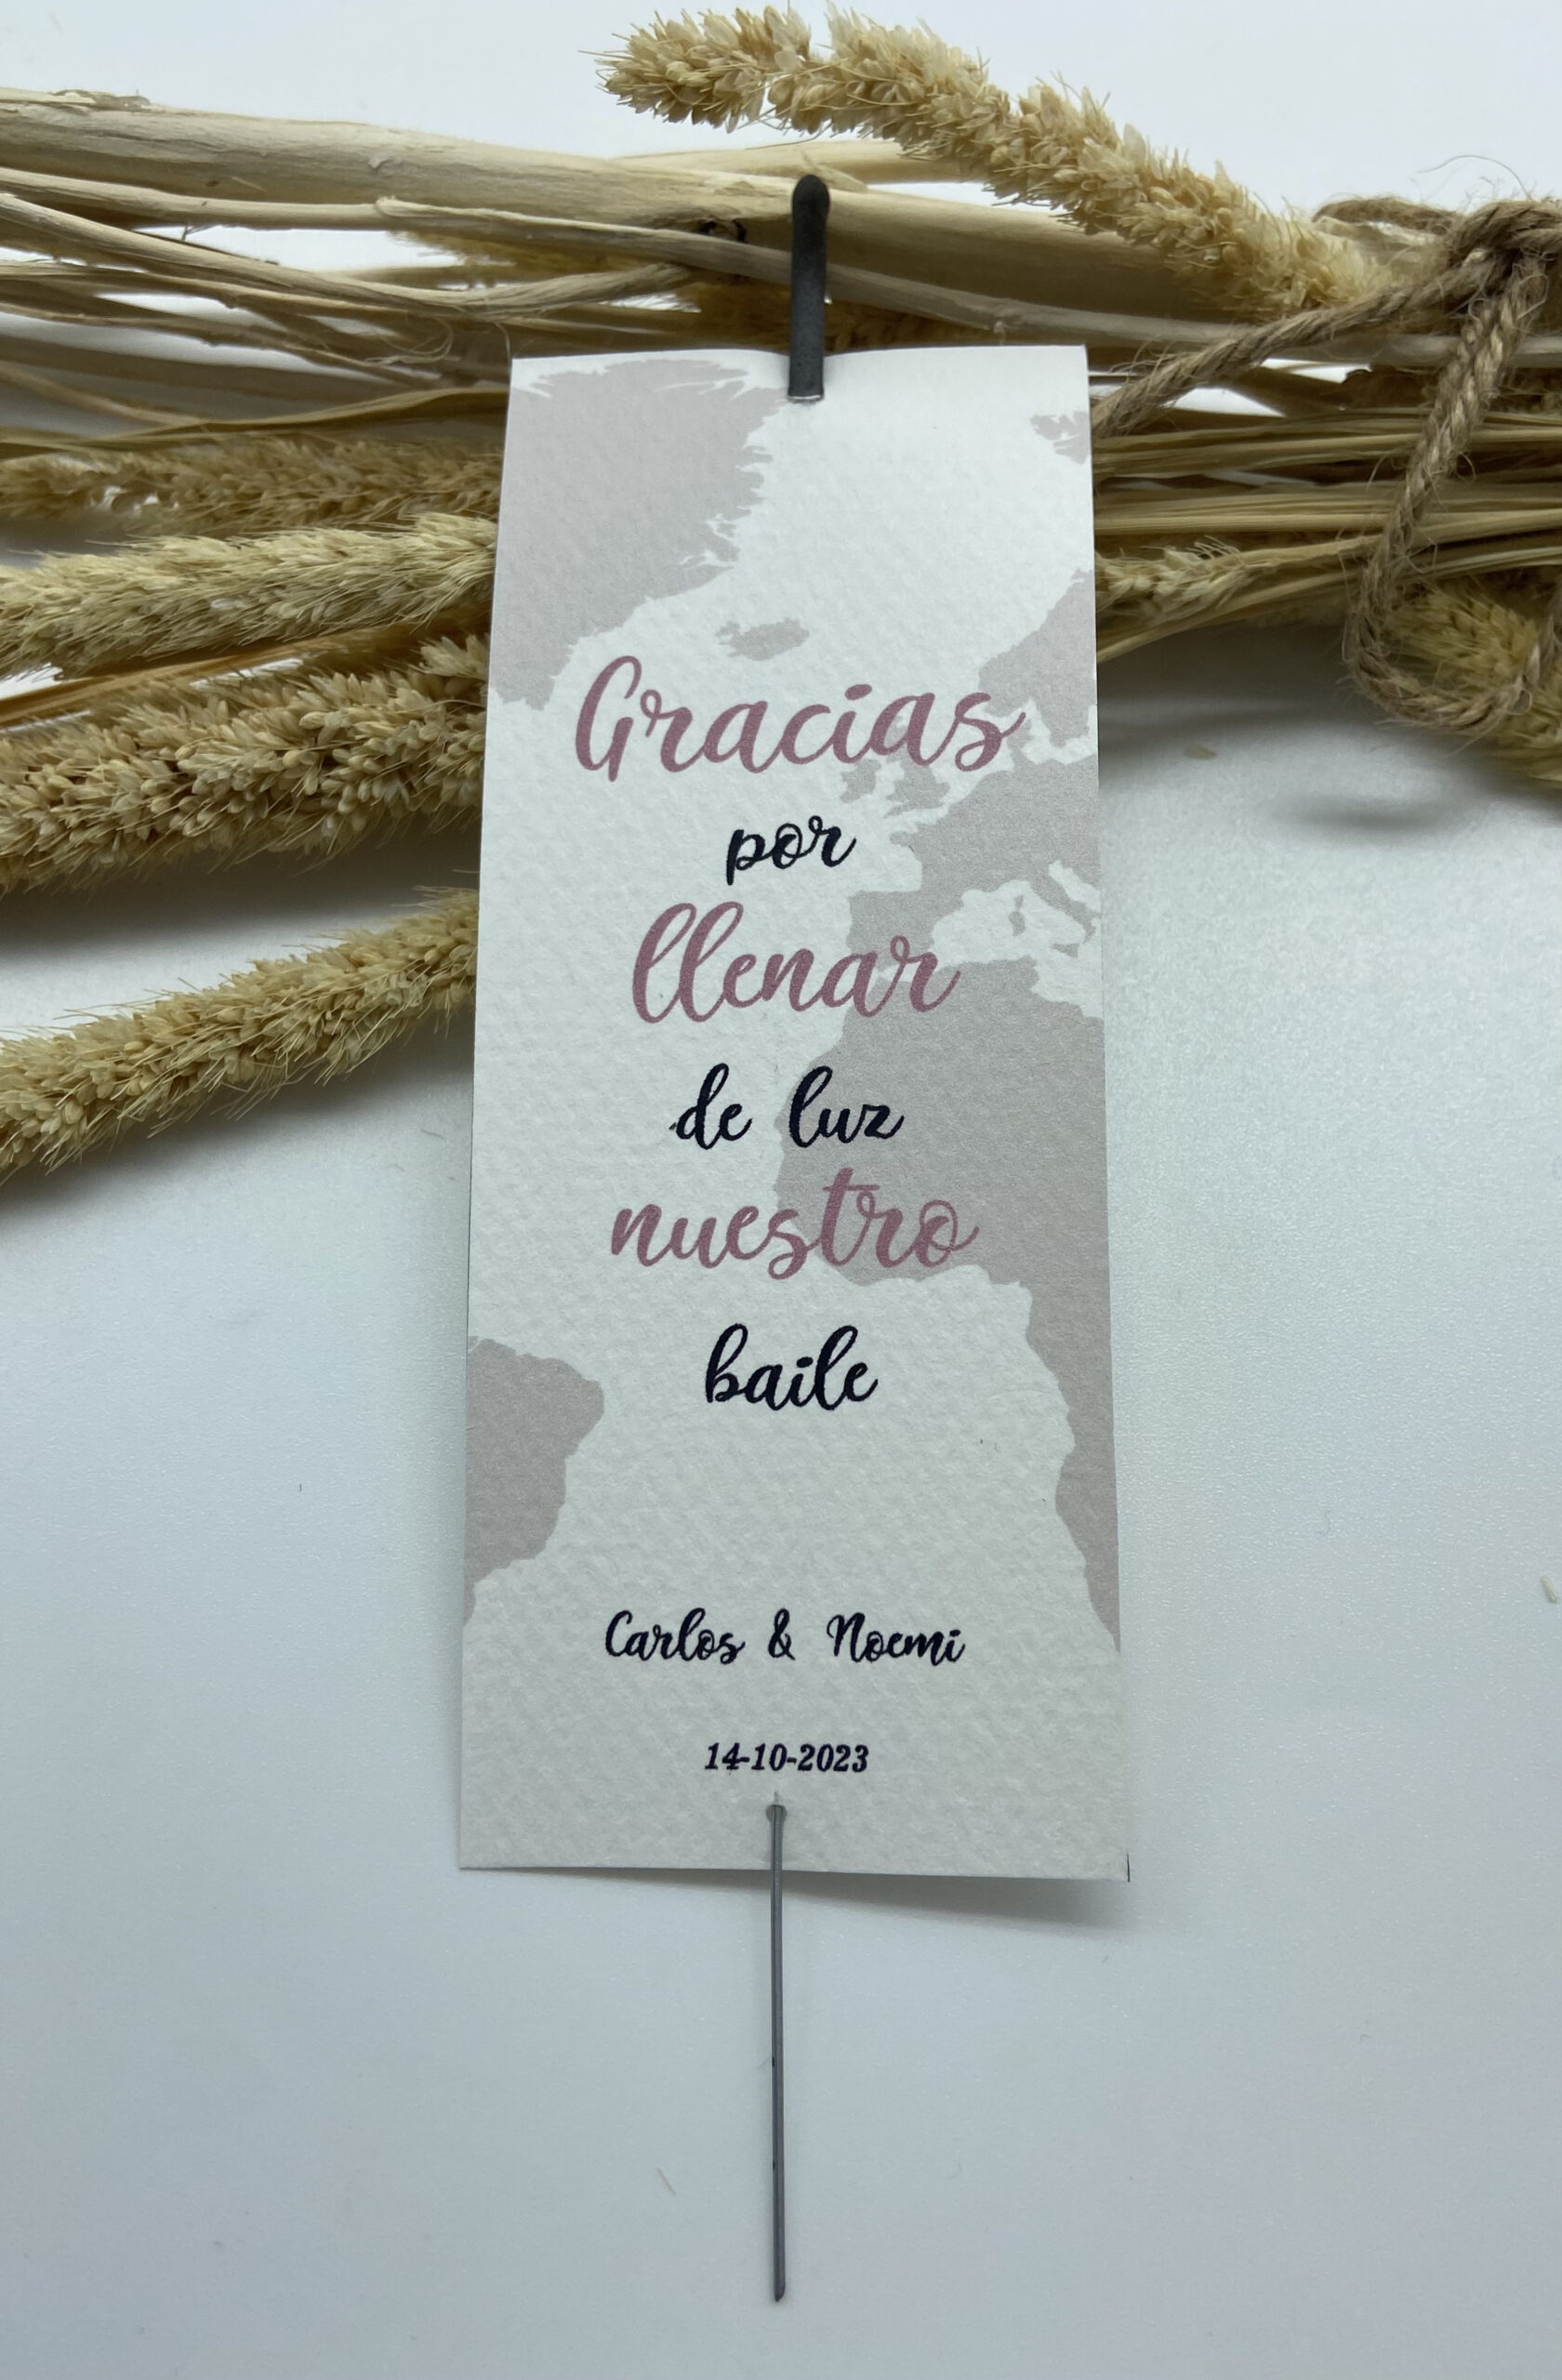 Gracias
por
llenar
de luz
nuestro
baile
Carlos & Noemi
14-10-2023